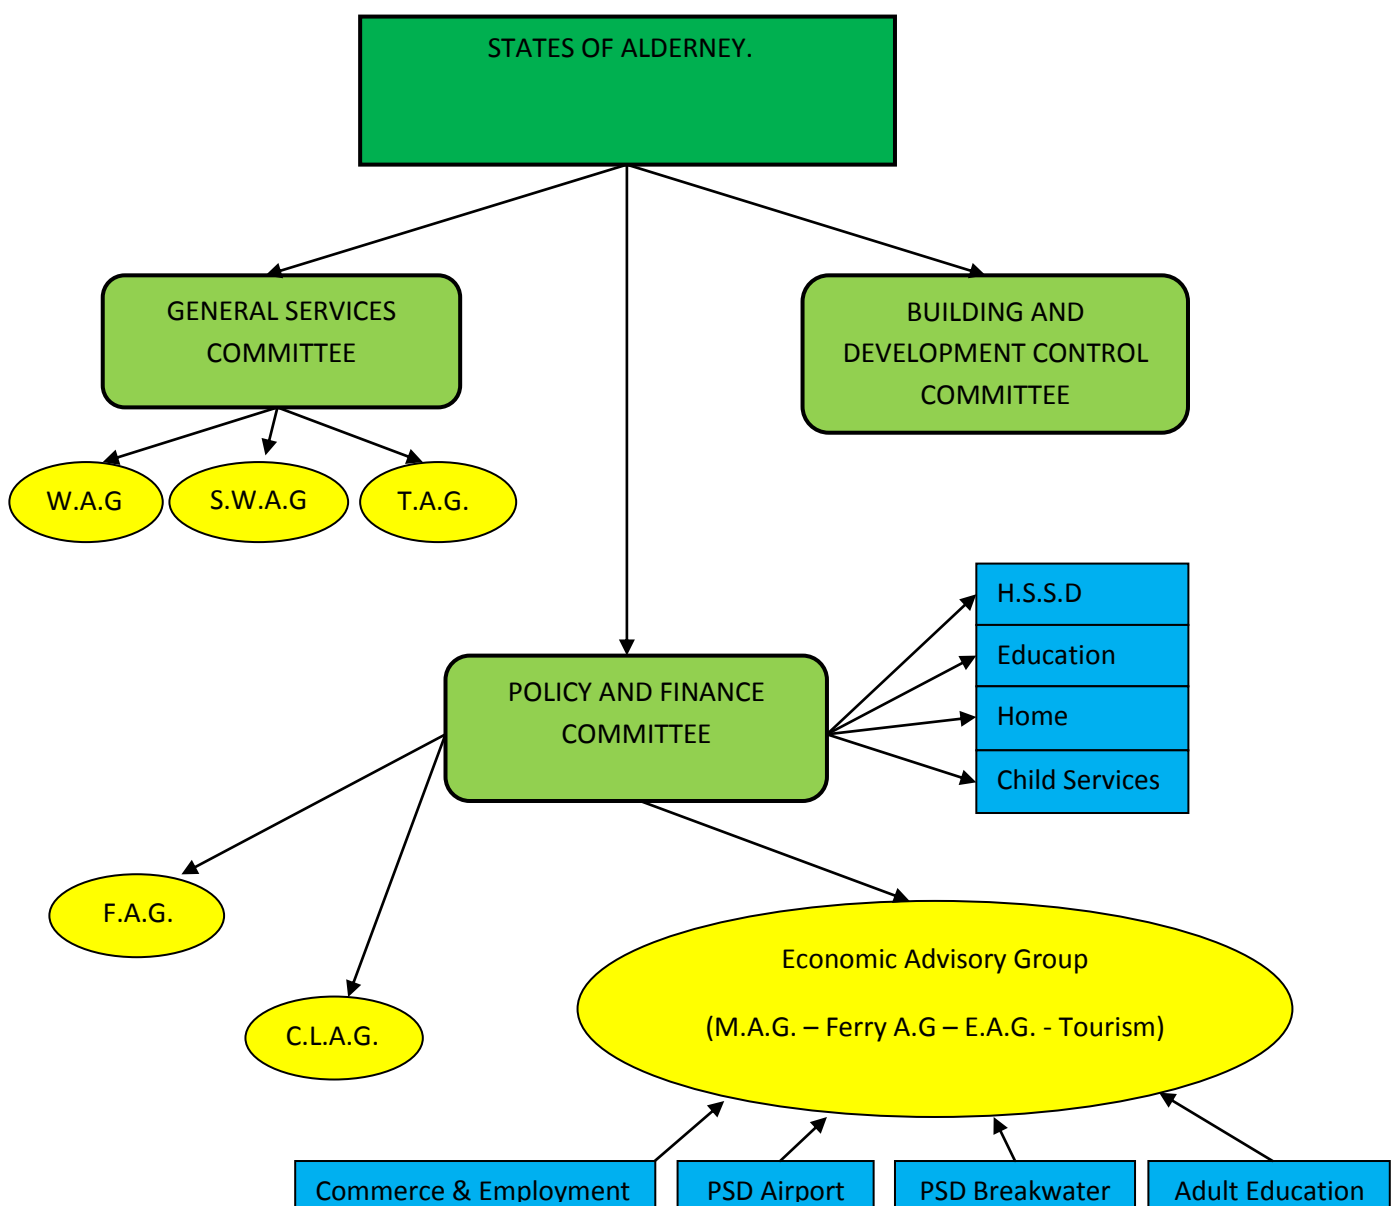 STATES OF ALDERNEY.
GENERAL SERVICES
COMMITTEE
BUILDING AND
DEVELOPMENT CONTROL
COMMITTEE
W.A.G
S.W.A.G
T.A.G.
H.S.S.D
Education
Home
Child Services
POLICY AND FINANCE
COMMITTEE
F.A.G.
C.L.A.G.
Economic Advisory Group
(M.A.G. – Ferry A.G – E.A.G. - Tourism)
Commerce & Employment
PSD Airport
PSD Breakwater
Adult Education